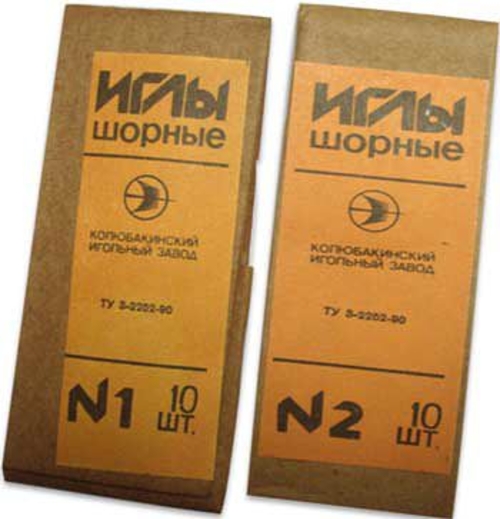 ИГЛЫ
шорные
КОЛЮБАКИНСКИЙ
ИГОЛЬНЫЙ ЗАВОД
ТУ 3-2202-90
N1 10
ШТ.
ИГЛЫ
шорные
КОЛЮБАКИНСКИЙ
ИГОЛЬНЫЙ ЗАВОД
ТУ 3-2202-90
N2 10
ШТ.